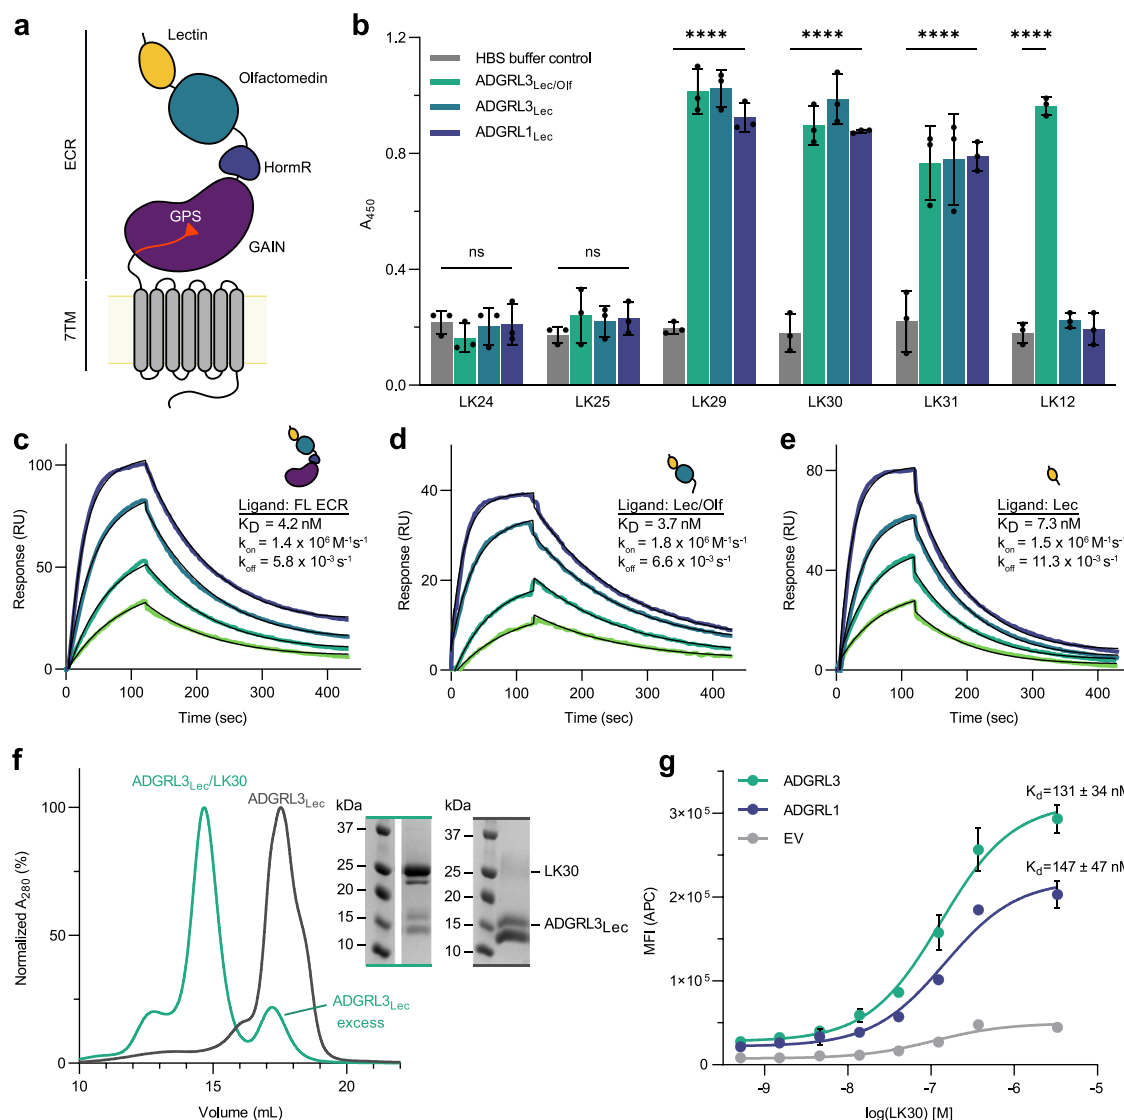 a
Lectin
Olfactomedin
HormR
GPS
GAIN
ECR
7TM
b
HBS buffer control
ADGRL3Lec/Olf
ADGRL3Lec
ADGRL1Lec
1.2
0.8
0.4
0.0
A450
ns
ns
****
****
****
****
LK24 LK25 LK29 LK30 LK31 LK12
c
Response (RU)
100
50
0
0 100 200 300 400
Time (sec)
Ligand: FL ECR
KD = 4.2 nM
kon = 1.4 x 10⁶ M⁻¹s⁻¹
koff = 5.8 x 10⁻³ s⁻¹
d
Response (RU)
40
20
0
0 100 200 300 400
Time (sec)
Ligand: Lec/Olf
KD = 3.7 nM
kon = 1.8 x 10⁶ M⁻¹s⁻¹
koff = 6.6 x 10⁻³ s⁻¹
e
Response (RU)
80
40
0
0 100 200 300 400
Time (sec)
Ligand: Lec
KD = 7.3 nM
kon = 1.5 x 10⁶ M⁻¹s⁻¹
koff = 11.3 x 10⁻³ s⁻¹
f
ADGRL3Lec/LK30
ADGRL3Lec
Normalized A280 (%)
100
50
0
10 15 20
Volume (mL)
ADGRL3Lec
excess
kDa
37
25
20
15
10
kDa
37
25
20
15
10
LK30
ADGRL3Lec
g
ADGRL3
ADGRL1
EV
MFI (APC)
3×10⁵
2×10⁵
1×10⁵
0
-9 -8 -7 -6 -5
log(LK30) [M]
Kd=131 ± 34 nM
Kd=147 ± 47 nM